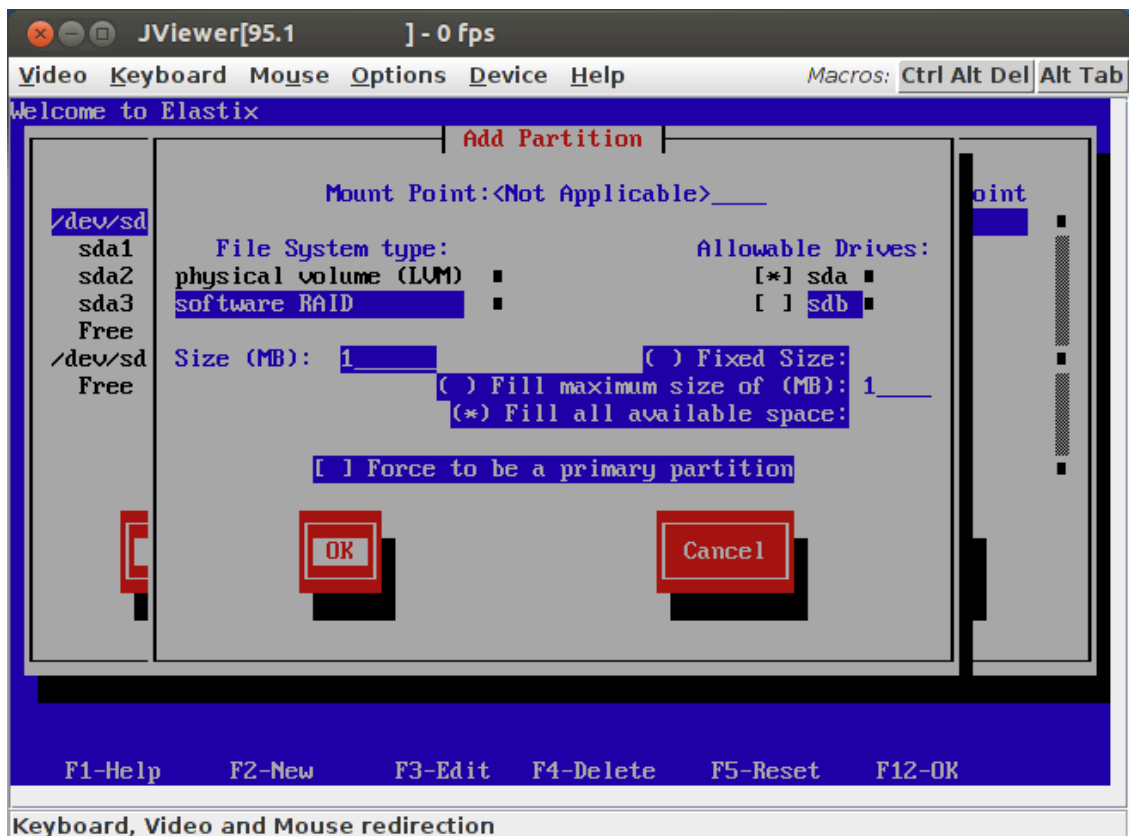 JViewer[95.1 ] - 0 fps
Video Keyboard Mouse Options Device Help Macros: Ctrl Alt Del Alt Tab
Welcome to Elastix
Add Partition
Mount Point:<Not Applicable>____ oint
/dev/sd
sda1 File System type: Allowable Drives:
sda2 physical volume (LVM) [*] sda
sda3 software RAID [ ] sdb
Free
/dev/sd Size (MB): 1______ ( ) Fixed Size:
Free ( ) Fill maximum size of (MB): 1____
(*) Fill all available space:
[ ] Force to be a primary partition
OK Cancel
F1-Help F2-New F3-Edit F4-Delete F5-Reset F12-OK
Keyboard, Video and Mouse redirection